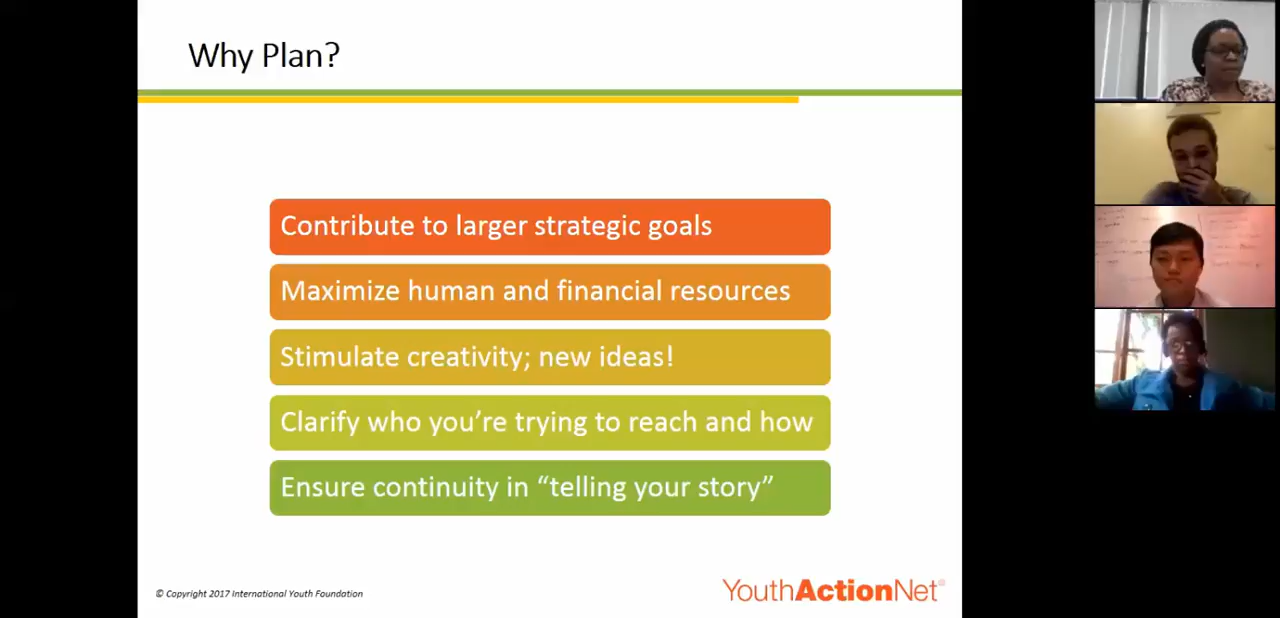 Why Plan?
Contribute to larger strategic goals
Maximize human and financial resources
Stimulate creativity; new ideas!
Clarify who you’re trying to reach and how
Ensure continuity in “telling your story”
© Copyright 2017 International Youth Foundation
YouthActionNet®